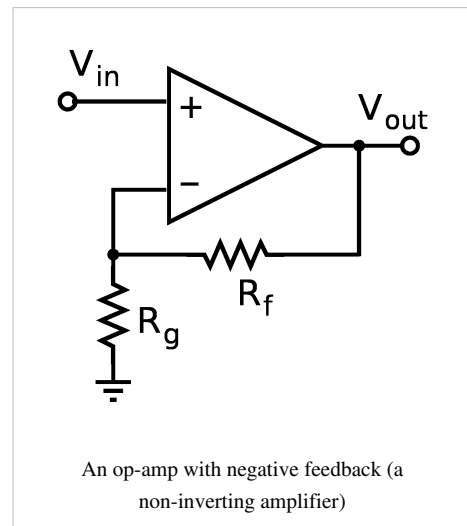 Vin
+
Vout
−
Rf
Rg
An op-amp with negative feedback (a
non-inverting amplifier)